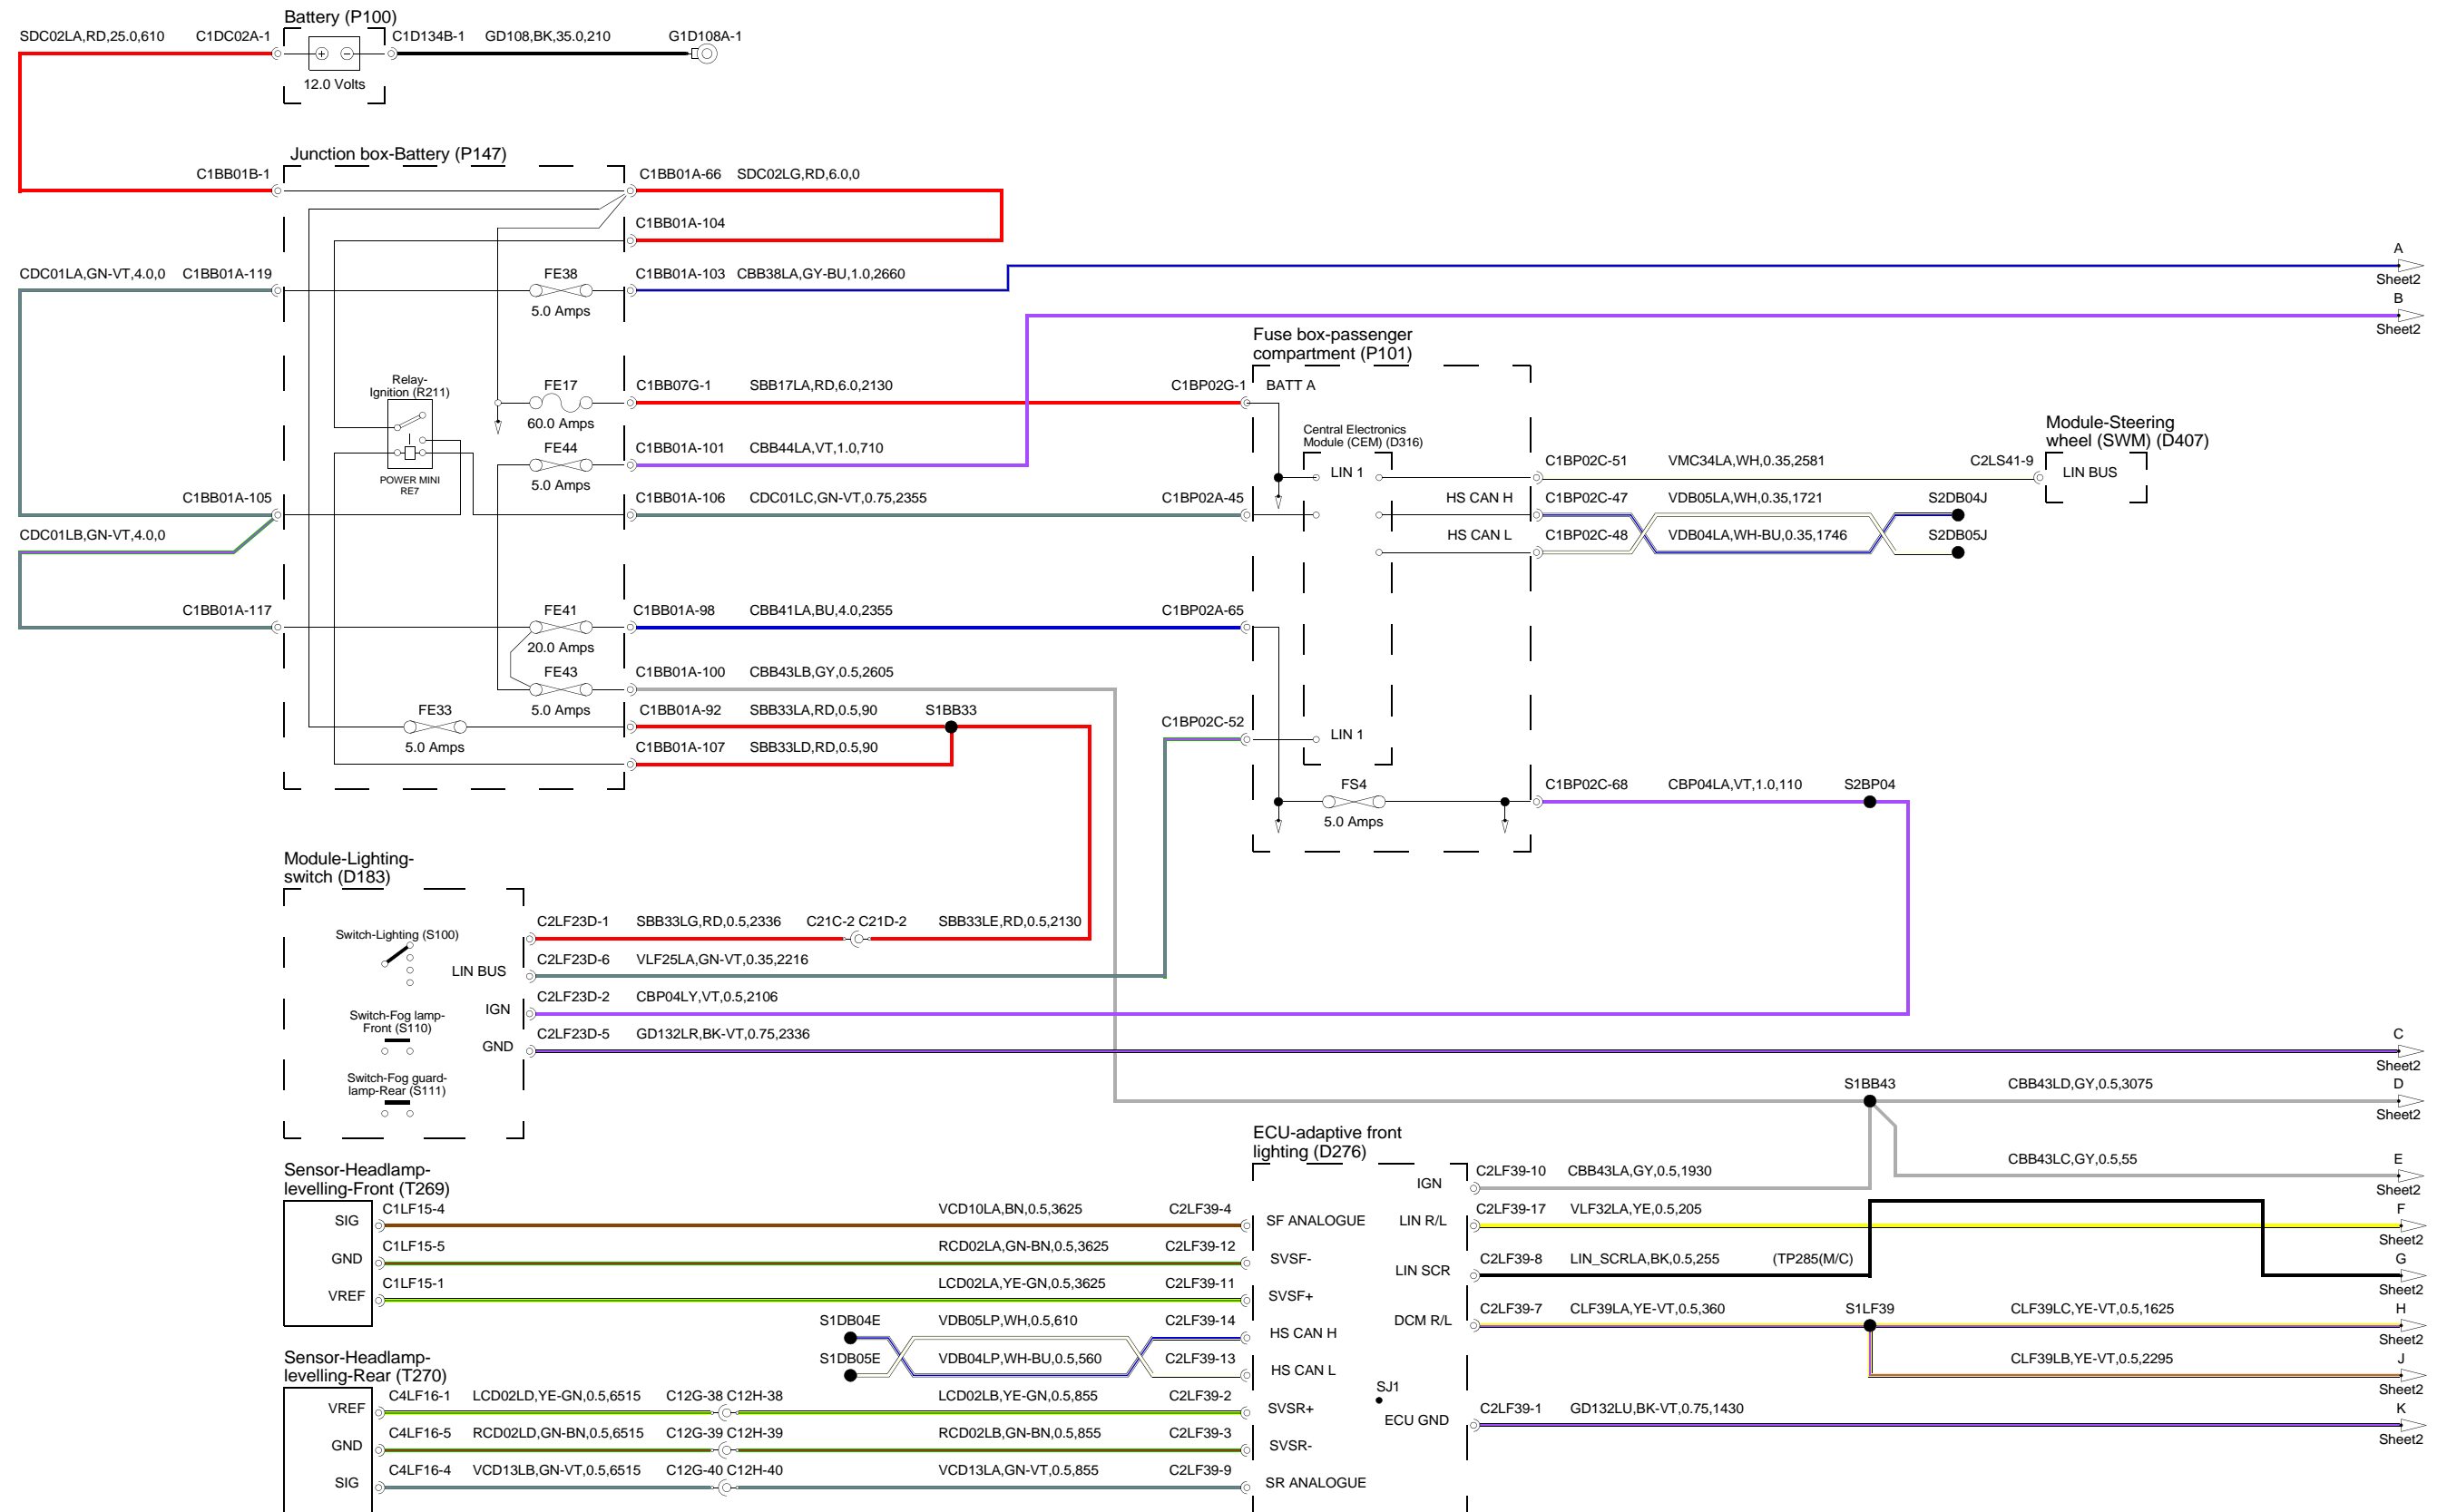 Battery (P100)
SDC02LA,RD,25.0,610
C1DC02A-1
C1D134B-1
GD108,BK,35.0,210
G1D108A-1
12.0 Volts
Junction box-Battery (P147)
C1BB01B-1
C1BB01A-66
SDC02LG,RD,6.0,0
C1BB01A-104
A
CDC01LA,GN-VT,4.0,0
C1BB01A-119
FE38
C1BB01A-103
CBB38LA,GY-BU,1.0,2660
Sheet2
5.0 Amps
B
Sheet2
Fuse box-passenger
compartment (P101)
Relay-
Ignition (R211)
FE17
C1BB07G-1
SBB17LA,RD,6.0,2130
C1BP02G-1
BATT A
60.0 Amps
Central Electronics
Module (CEM) (D316)
Module-Steering
wheel (SWM) (D407)
FE44
C1BB01A-101
CBB44LA,VT,1.0,710
LIN 1
C1BP02C-51
VMC34LA,WH,0.35,2581
C2LS41-9
LIN BUS
POWER MINI
RE7
5.0 Amps
C1BB01A-105
C1BB01A-106
CDC01LC,GN-VT,0.75,2355
C1BP02A-45
HS CAN H
C1BP02C-47
VDB05LA,WH,0.35,1721
S2DB04J
CDC01LB,GN-VT,4.0,0
HS CAN L
C1BP02C-48
VDB04LA,WH-BU,0.35,1746
S2DB05J
C1BB01A-117
FE41
C1BB01A-98
CBB41LA,BU,4.0,2355
C1BP02A-65
20.0 Amps
FE43
C1BB01A-100
CBB43LB,GY,0.5,2605
5.0 Amps
FE33
C1BB01A-92
SBB33LA,RD,0.5,90
S1BB33
C1BP02C-52
LIN 1
5.0 Amps
C1BB01A-107
SBB33LD,RD,0.5,90
FS4
C1BP02C-68
CBP04LA,VT,1.0,110
S2BP04
5.0 Amps
Module-Lighting-
switch (D183)
Switch-Lighting (S100)
C2LF23D-1
SBB33LG,RD,0.5,2336
C21C-2 C21D-2
SBB33LE,RD,0.5,2130
LIN BUS
C2LF23D-6
VLF25LA,GN-VT,0.35,2216
IGN
C2LF23D-2
CBP04LY,VT,0.5,2106
Switch-Fog lamp-
Front (S110)
GND
C2LF23D-5
GD132LR,BK-VT,0.75,2336
C
Sheet2
Switch-Fog guard-
lamp-Rear (S111)
S1BB43
CBB43LD,GY,0.5,3075
D
Sheet2
ECU-adaptive front
lighting (D276)
Sensor-Headlamp-
levelling-Front (T269)
IGN
C2LF39-10
CBB43LA,GY,0.5,1930
CBB43LC,GY,0.5,55
E
Sheet2
SIG
C1LF15-4
VCD10LA,BN,0.5,3625
C2LF39-4
SF ANALOGUE
LIN R/L
C2LF39-17
VLF32LA,YE,0.5,205
F
Sheet2
GND
C1LF15-5
RCD02LA,GN-BN,0.5,3625
C2LF39-12
SVSF-
LIN SCR
C2LF39-8
LIN_SCRLA,BK,0.5,255
(TP285(M/C)
G
Sheet2
VREF
C1LF15-1
LCD02LA,YE-GN,0.5,3625
C2LF39-11
SVSF+
S1DB04E
VDB05LP,WH,0.5,610
C2LF39-14
HS CAN H
DCM R/L
C2LF39-7
CLF39LA,YE-VT,0.5,360
S1LF39
CLF39LC,YE-VT,0.5,1625
H
Sheet2
Sensor-Headlamp-
levelling-Rear (T270)
S1DB05E
VDB04LP,WH-BU,0.5,560
C2LF39-13
HS CAN L
CLF39LB,YE-VT,0.5,2295
J
Sheet2
SJ1
VREF
C4LF16-1
LCD02LD,YE-GN,0.5,6515
C12G-38 C12H-38
LCD02LB,YE-GN,0.5,855
C2LF39-2
SVSR+
ECU GND
C2LF39-1
GD132LU,BK-VT,0.75,1430
K
Sheet2
GND
C4LF16-5
RCD02LD,GN-BN,0.5,6515
C12G-39 C12H-39
RCD02LB,GN-BN,0.5,855
C2LF39-3
SVSR-
SIG
C4LF16-4
VCD13LB,GN-VT,0.5,6515
C12G-40 C12H-40
VCD13LA,GN-VT,0.5,855
C2LF39-9
SR ANALOGUE